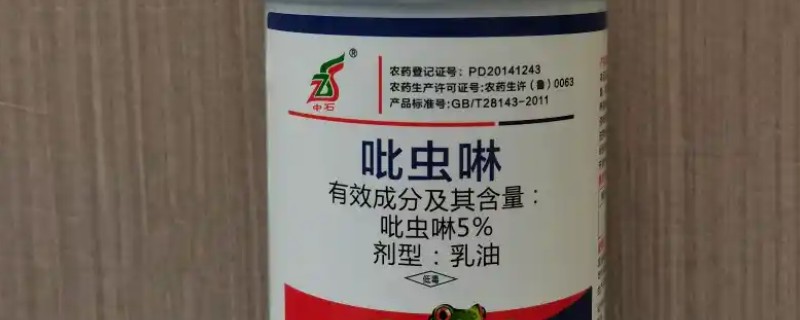 ®
中石
农药登记证号：PD20141243
农药生产许可证号:农药生许（鲁）0063
产品标准号:GB/T28143-2011
吡虫啉
有效成分及其含量：
吡虫啉5%
剂型：乳油
低毒